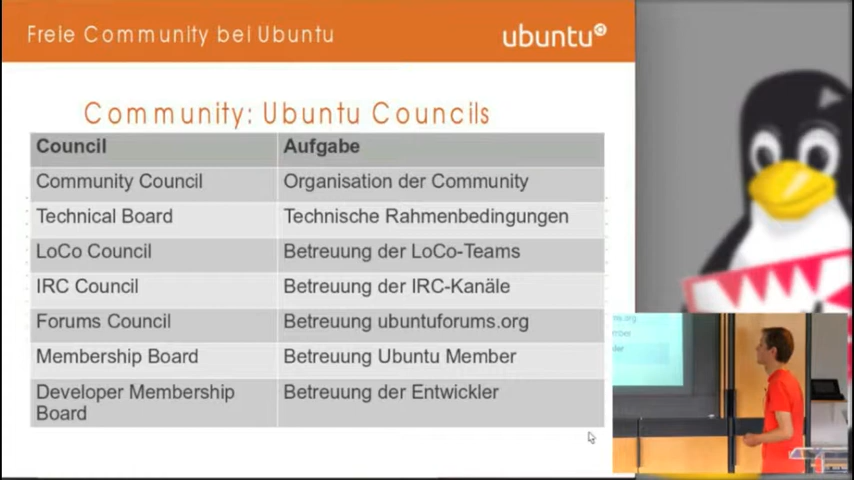 Freie Community bei Ubuntu
ubuntu
Community: Ubuntu Councils
Council Aufgabe
Community Council Organisation der Community
Technical Board Technische Rahmenbedingungen
LoCo Council Betreuung der LoCo-Teams
IRC Council Betreuung der IRC-Kanäle
Forums Council Betreuung ubuntuforums.org
Membership Board Betreuung Ubuntu Member
Developer Membership Betreuung der Entwickler
Board